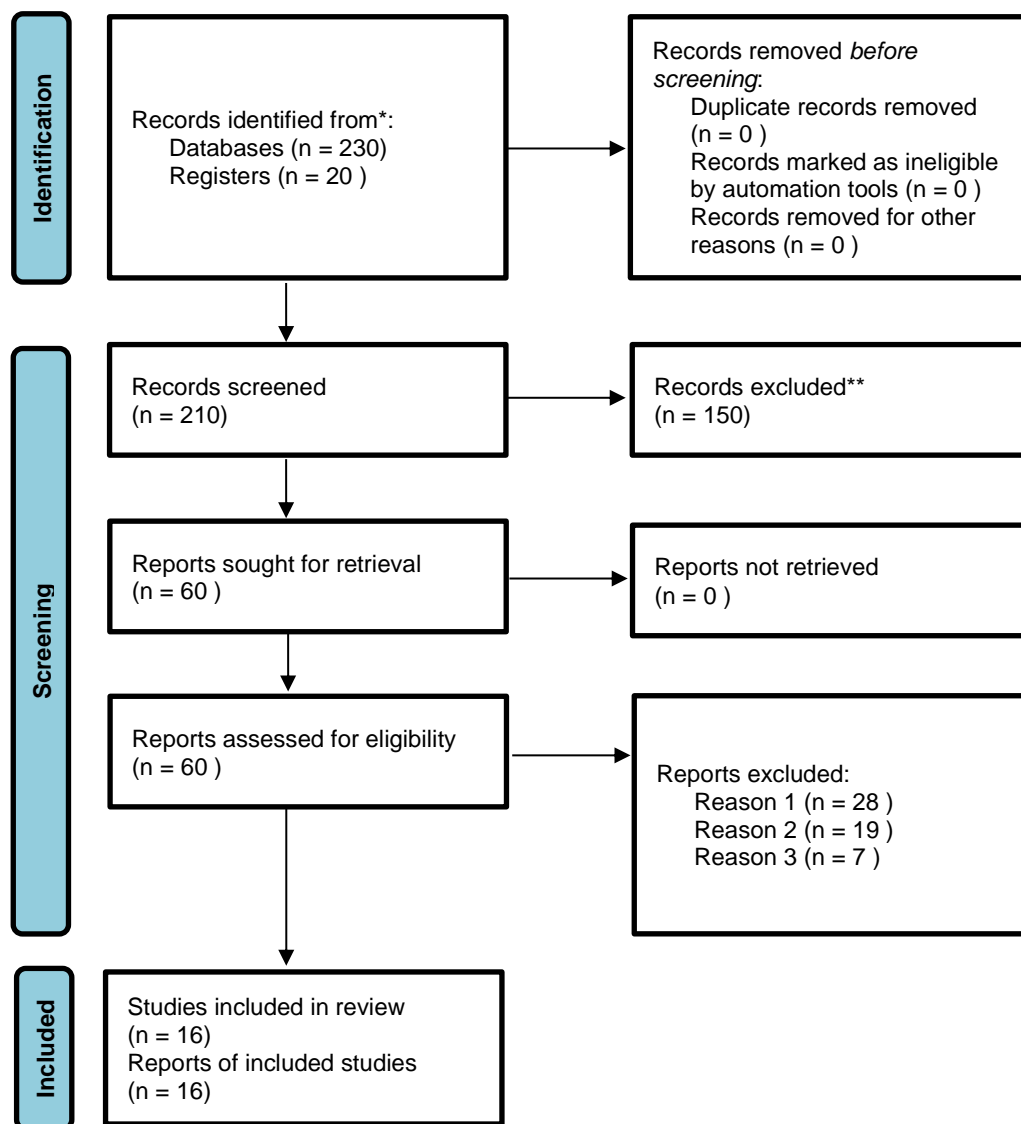 Identification
Records identified from*:
Databases (n = 230)
Registers (n = 20 )
Records removed before
screening:
Duplicate records removed
(n = 0 )
Records marked as ineligible
by automation tools (n = 0 )
Records removed for other
reasons (n = 0 )
Screening
Records screened
(n = 210)
Records excluded**
(n = 150)
Reports sought for retrieval
(n = 60 )
Reports not retrieved
(n = 0 )
Reports assessed for eligibility
(n = 60 )
Reports excluded:
Reason 1 (n = 28 )
Reason 2 (n = 19 )
Reason 3 (n = 7 )
Included
Studies included in review
(n = 16)
Reports of included studies
(n = 16)